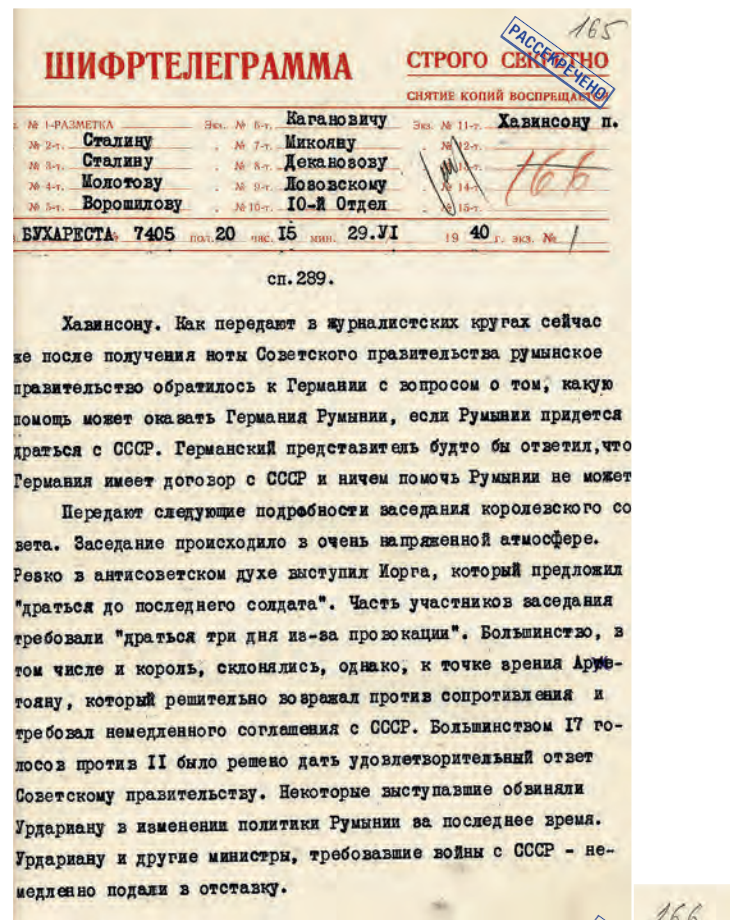 165
РАССЕКРЕЧЕНО
ШИФРТЕЛЕГРАММА
СТРОГО СЕКРЕТНО
СНЯТИЕ КОПИЙ ВОСПРЕЩАЕТСЯ
№ 1-РАЗМЕТКА Экз. № 6-т. Кагановичу Экз. № 11-т. Хавинсону п.
№ 2-т. Сталину № 7-т. Микояну № 12-т.
№ 3-т. Сталину № 8-т. Деканозову № 13-т.
№ 4-т. Молотову № 9-т. Лозовскому № 14-т. 166
№ 5-т. Ворошилову № 10-т. 10-й Отдел № 15-т.
БУХАРЕСТА 7405 пол. 20 час. 15 мин. 29.VI 19 40 г. экз. № 1
сп.289.
Хавинсону. Как передают в журналистских кругах сейчас
же после получения ноты Советского правительства румынское
правительство обратилось к Германии с вопросом о том, какую
помощь может оказать Германия Румынии, если Румынии придется
драться с СССР. Германский представитель будто бы ответил,что
Германия имеет договор с СССР и ничем помочь Румынии не может
Передают следующие подробности заседания королевского со
вета. Заседание происходило в очень напряженной атмосфере.
Резко в антисоветском духе выступил Иорга, который предложил
"драться до последнего солдата". Часть участников заседания
требовали "драться три дня из-за провокации". Большинство, в
том числе и король, склонялись, однако, к точке зрения Арже-
тояну, который решительно возражал против сопротивления и
требовал немедленного соглашения с СССР. Большинством 17 го-
лосов против II было решено дать удовлетворительный ответ
Советскому правительству. Некоторые выступавшие обвиняли
Урдариану в изменении политики Румынии за последнее время.
Урдариану и другие министры, требовавшие войны с СССР - не-
медленно подали в отставку.
166